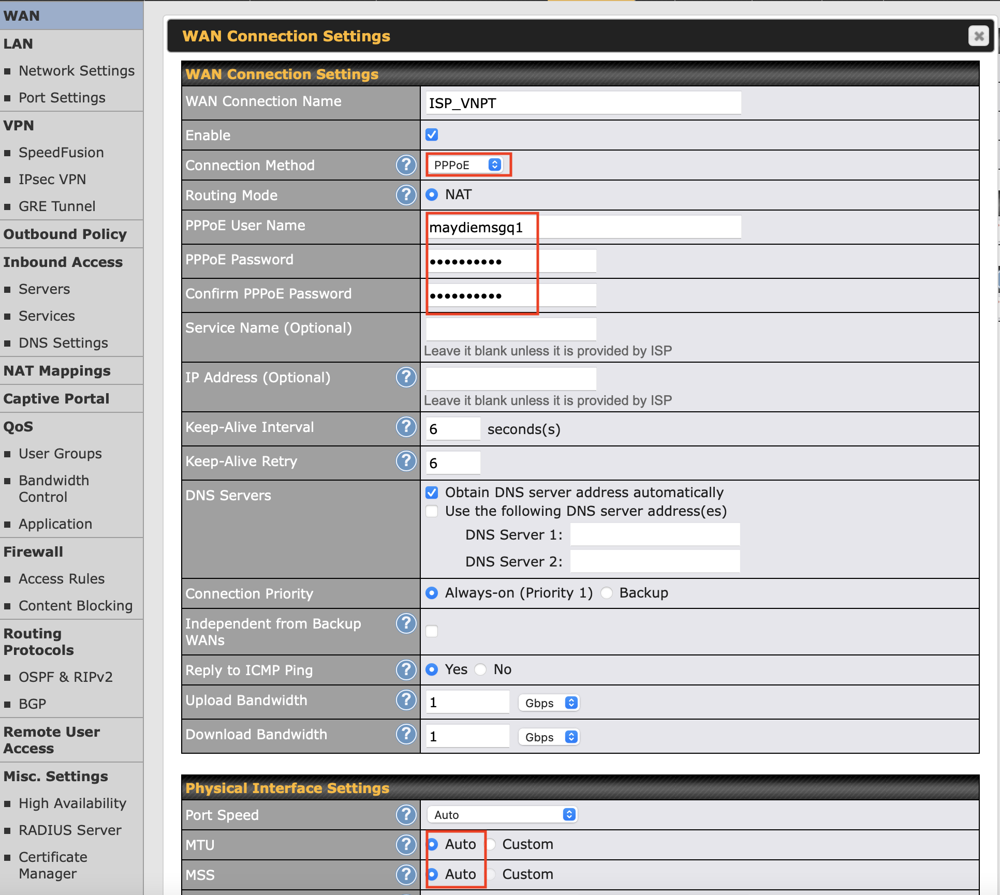 WAN
LAN
Network Settings
Port Settings
VPN
SpeedFusion
IPsec VPN
GRE Tunnel
Outbound Policy
Inbound Access
Servers
Services
DNS Settings
NAT Mappings
Captive Portal
QoS
User Groups
Bandwidth
Control
Application
Firewall
Access Rules
Content Blocking
Routing
Protocols
OSPF & RIPv2
BGP
Remote User
Access
Misc. Settings
High Availability
RADIUS Server
Certificate
Manager
WAN Connection Settings
WAN Connection Settings
WAN Connection Name ISP_VNPT
Enable
Connection Method ? PPPoE
Routing Mode ? NAT
PPPoE User Name maydiemsgq1
PPPoE Password ••••••••••
Confirm PPPoE Password ••••••••••
Service Name (Optional)
Leave it blank unless it is provided by ISP
IP Address (Optional) ?
Leave it blank unless it is provided by ISP
Keep-Alive Interval ? 6 seconds(s)
Keep-Alive Retry ? 6
DNS Servers Obtain DNS server address automatically
Use the following DNS server address(es)
DNS Server 1:
DNS Server 2:
Connection Priority Always-on (Priority 1) Backup
Independent from Backup ?
WANs
Reply to ICMP Ping ? Yes No
Upload Bandwidth ? 1 Gbps
Download Bandwidth ? 1 Gbps
Physical Interface Settings
Port Speed ? Auto
MTU ? Auto Custom
MSS ? Auto Custom